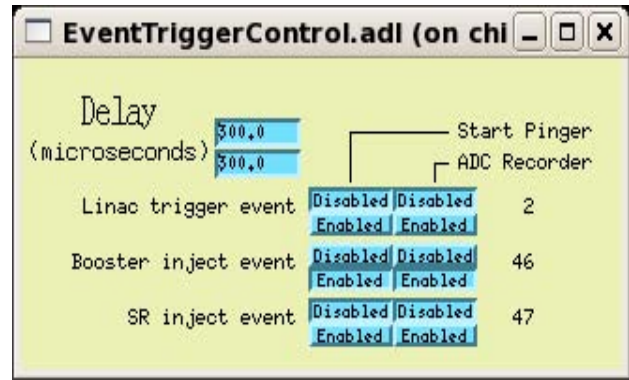 EventTriggerControl.adl (on chi
Delay
(microseconds)
300.0
300.0
Start Pinger
ADC Recorder
Linac trigger event Disabled Disabled 2
Enabled Enabled
Booster inject event Disabled Disabled 46
Enabled Enabled
SR inject event Disabled Disabled 47
Enabled Enabled